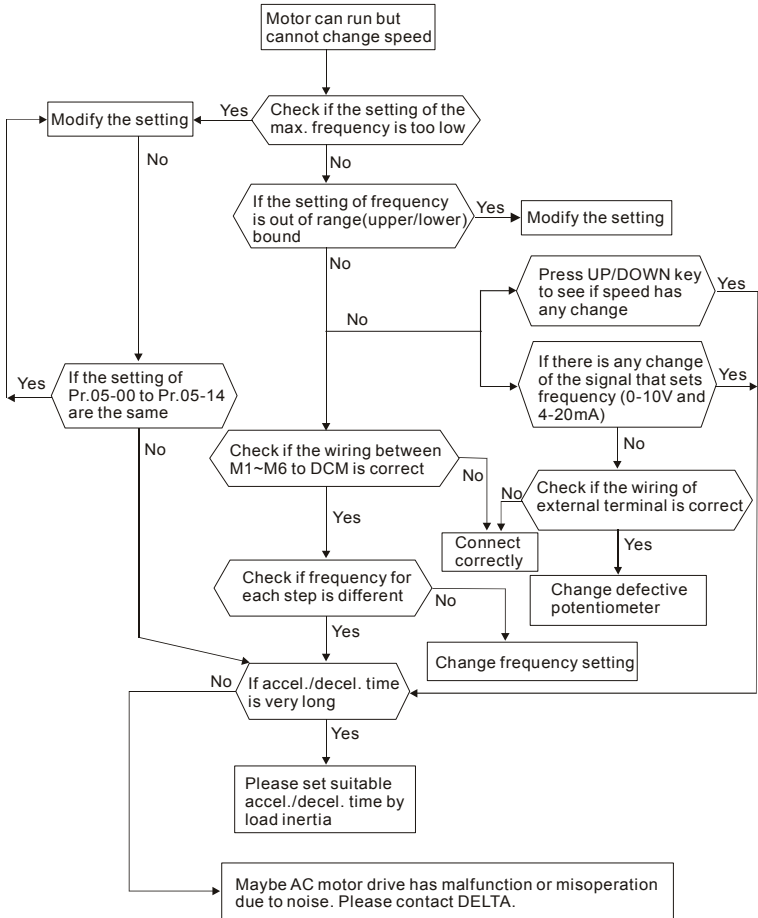 Motor can run but
cannot change speed
Yes
Check if the setting of the
max. frequency is too low
Modify the setting
No
No
If the setting of frequency
is out of range(upper/lower)
bound
Yes
Modify the setting
No
No
Press UP/DOWN key
to see if speed has
any change
Yes
If there is any change
of the signal that sets
frequency (0-10V and
4-20mA)
Yes
Yes
If the setting of
Pr.05-00 to Pr.05-14
are the same
No
No
Check if the wiring between
M1~M6 to DCM is correct
No
No
Check if the wiring of
external terminal is correct
Yes
Connect
correctly
Yes
Change defective
potentiometer
Check if frequency for
each step is different
No
Yes
Change frequency setting
No
If accel./decel. time
is very long
Yes
Please set suitable
accel./decel. time by
load inertia
Maybe AC motor drive has malfunction or misoperation
due to noise. Please contact DELTA.